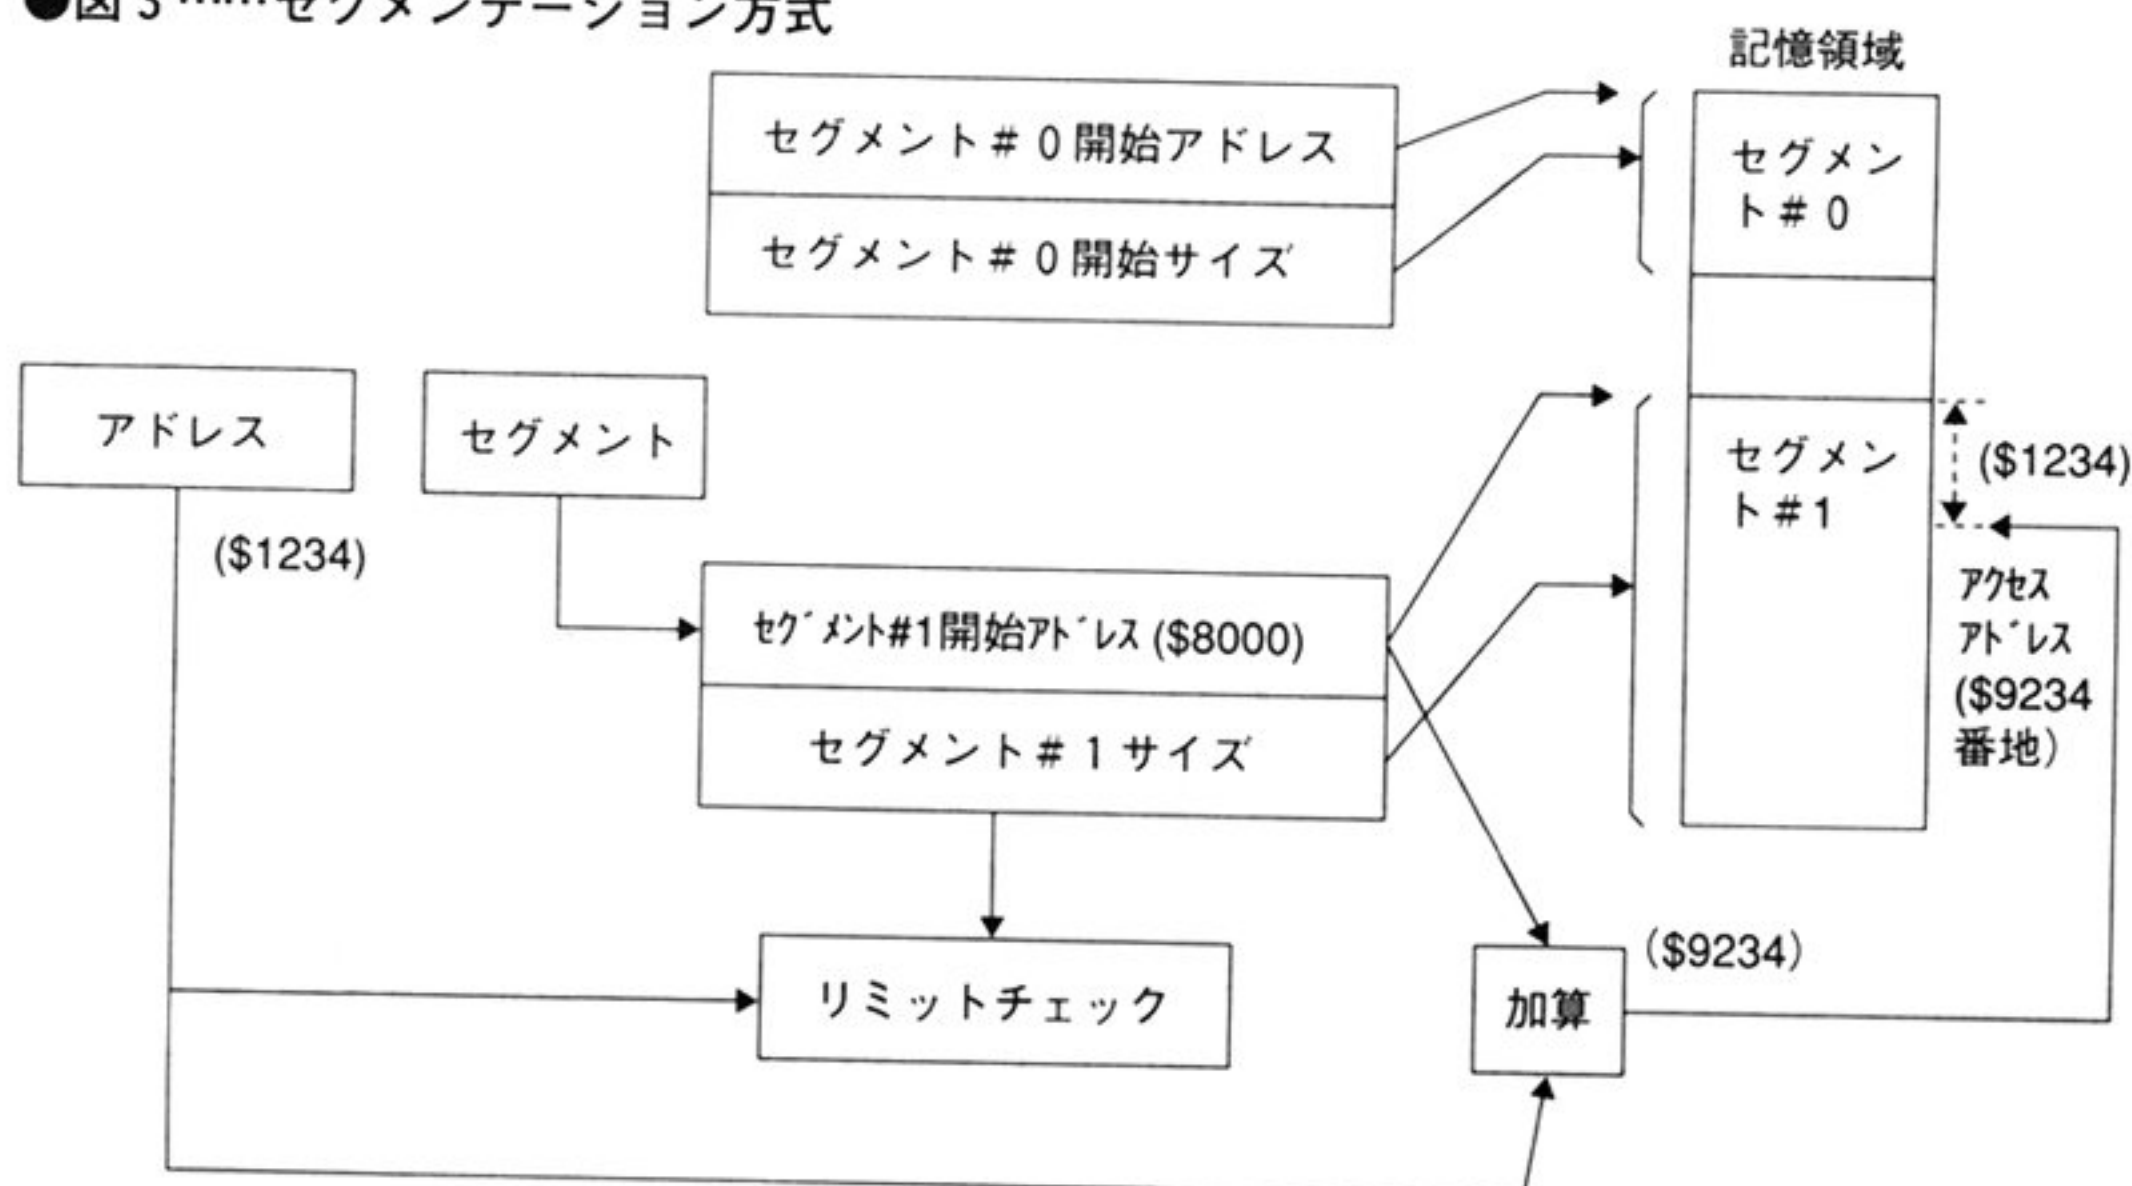 ●図3……セグメンテーション方式
記憶領域
セグメント＃0開始アドレス
セグメント＃0開始サイズ
セグメン
ト＃0
アドレス
セグメント
($1234)
セグメン
ト＃1
($1234)
ｾｸﾞﾒﾝﾄ#1開始ｱﾄﾞﾚｽ($8000)
セグメント＃1サイズ
ｱｸｾｽ
ｱﾄﾞﾚｽ
($9234
番地)
リミットチェック
加算
($9234)